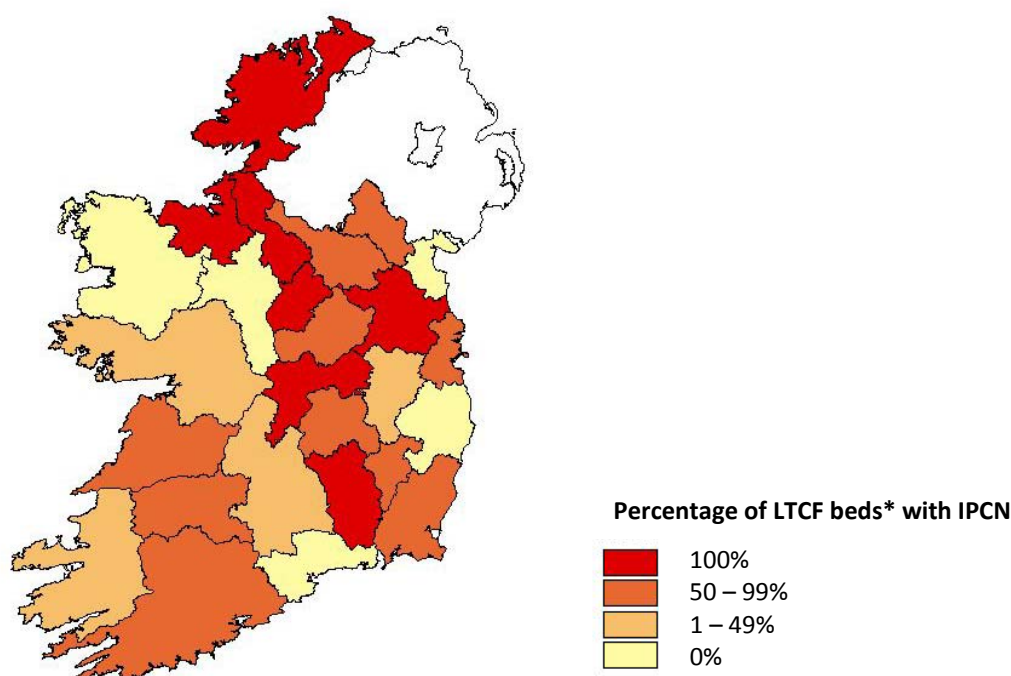 Percentage of LTCF beds* with IPCN
100%
50 – 99%
1 – 49%
0%